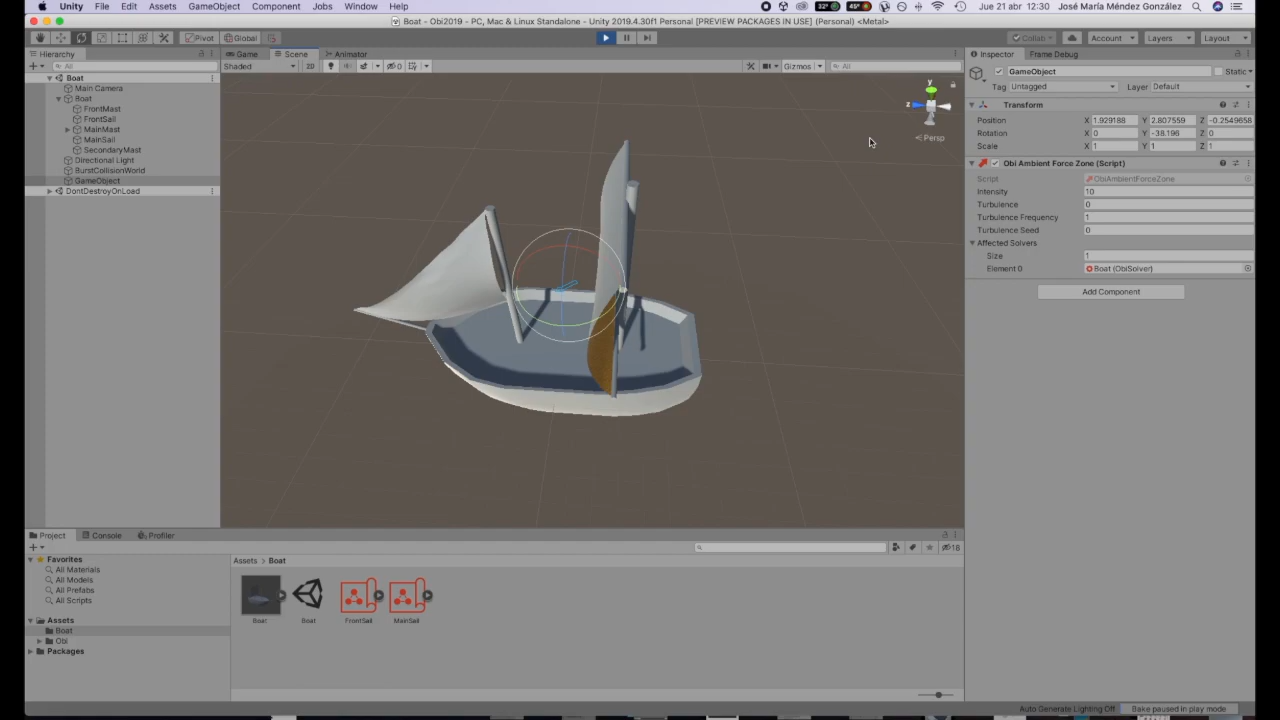 Unity File Edit Assets GameObject Component Jobs Window Help
32° 49° Jue 21 abr 12:30 José María Méndez González
Boat - Obi2019 - PC, Mac & Linux Standalone - Unity 2019.4.30f1 Personal [PREVIEW PACKAGES IN USE] (Personal) <Metal>
Pivot Global Collab Account Layers Layout
Hierarchy
All
Boat
Main Camera
Boat
FrontMast
FrontSail
MainMast
MainSail
SecondaryMast
Directional Light
BurstCollisionWorld
GameObject
DontDestroyOnLoad
Game Scene Animator
Shaded 2D 0 Gizmos All
y
z
Persp
Inspector Frame Debug
GameObject Static
Tag Untagged Layer Default
Transform
Position X 1.929188 Y 2.807559 Z -0.2549658
Rotation X 0 Y -38.196 Z 0
Scale X 1 Y 1 Z 1
Obi Ambient Force Zone (Script)
Script ObiAmbientForceZone
Intensity 10
Turbulence 0
Turbulence Frequency 1
Turbulence Seed 0
Affected Solvers
Size 1
Element 0 Boat (ObiSolver)
Add Component
Project Console Profiler
18
Favorites
All Materials
All Models
All Prefabs
All Scripts
Assets
Boat
Obi
Packages
Assets > Boat
Boat Boat FrontSail MainSail
Auto Generate Lighting Off Bake paused in play mode